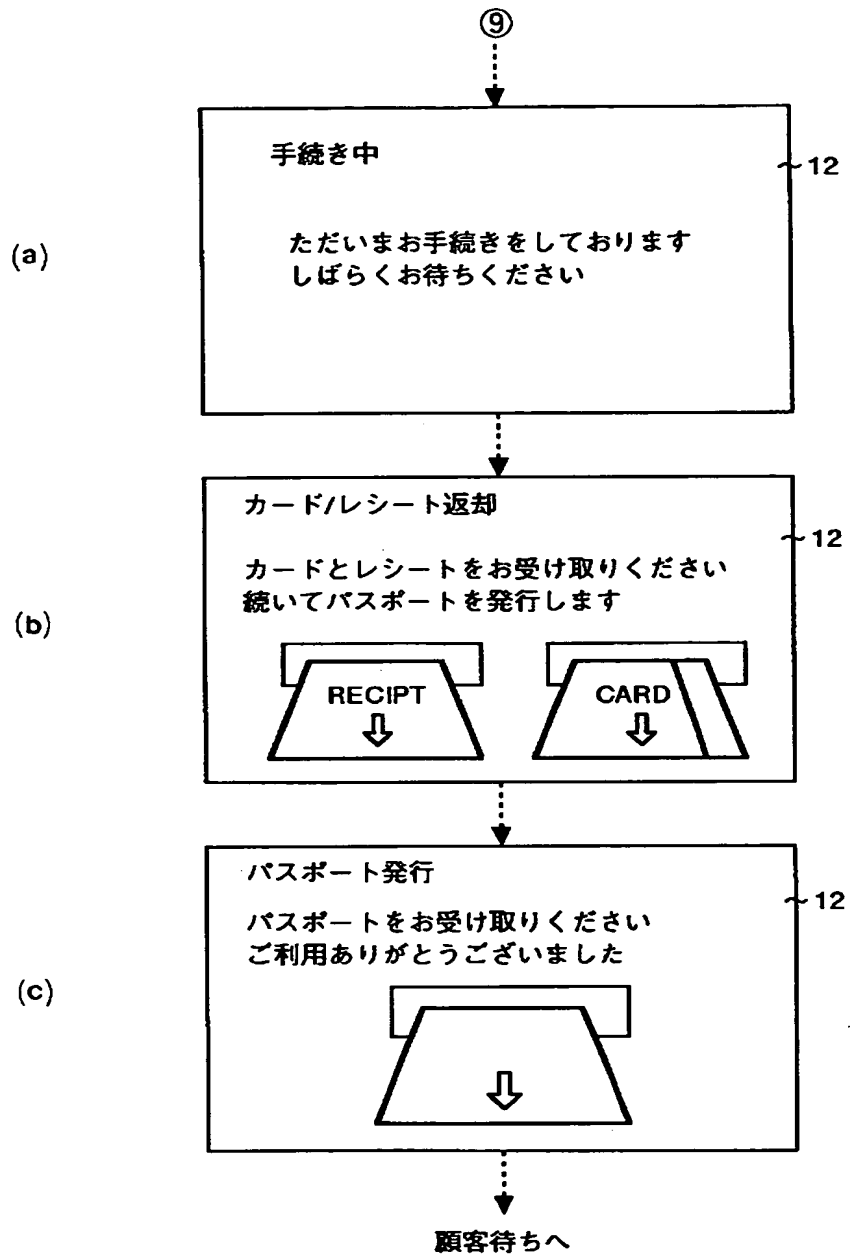 ⑨
手続き中
~12
(a)
ただいまお手続きをしております
しばらくお待ちください
カード/レシート返却
~12
カードとレシートをお受け取りください
続いてパスポートを発行します
(b)
RECIPT
CARD
パスポート発行
~12
パスポートをお受け取りください
ご利用ありがとうございました
(c)
顧客待ちへ